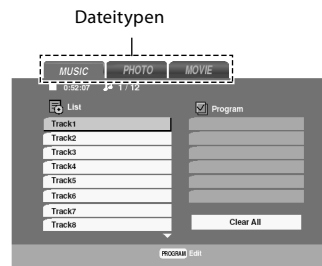 Dateitypen
MUSIC PHOTO MOVIE
0:52:07 1 / 12
List
Program
Track1
Track2
Track3
Track4
Track5
Track6
Track7
Track8
Clear All
PROGRAM Edit